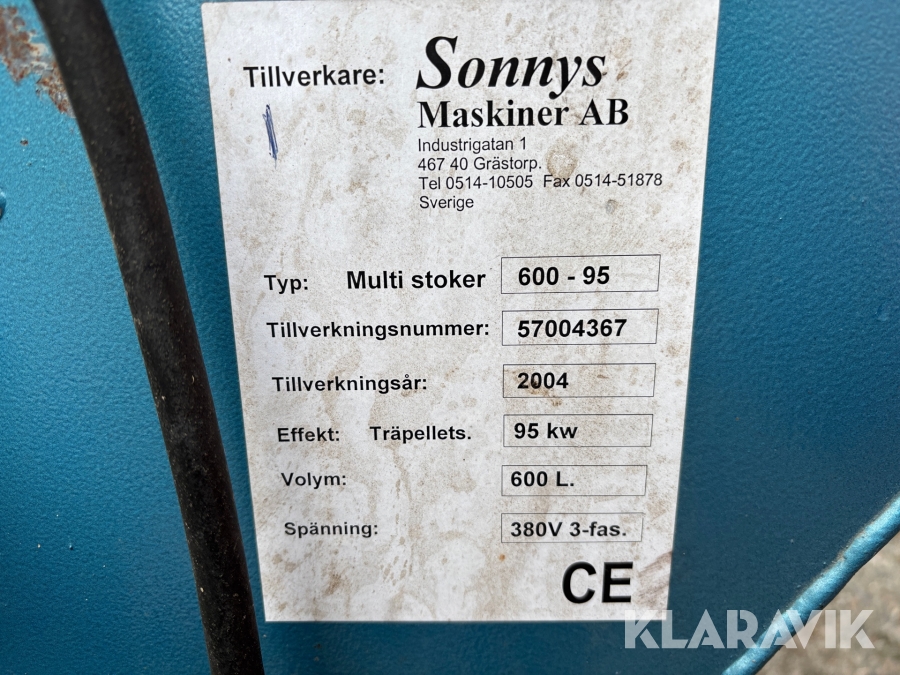 Tillverkare: Sonnys
Maskiner AB
Industrigatan 1
467 40 Grästorp.
Tel 0514-10505 Fax 0514-51878
Sverige
Typ: Multi stoker 600 - 95
Tillverkningsnummer: 57004367
Tillverkningsår: 2004
Effekt: Träpellets. 95 kw
Volym: 600 L.
Spänning: 380V 3-fas.
CE
KLARAVIK